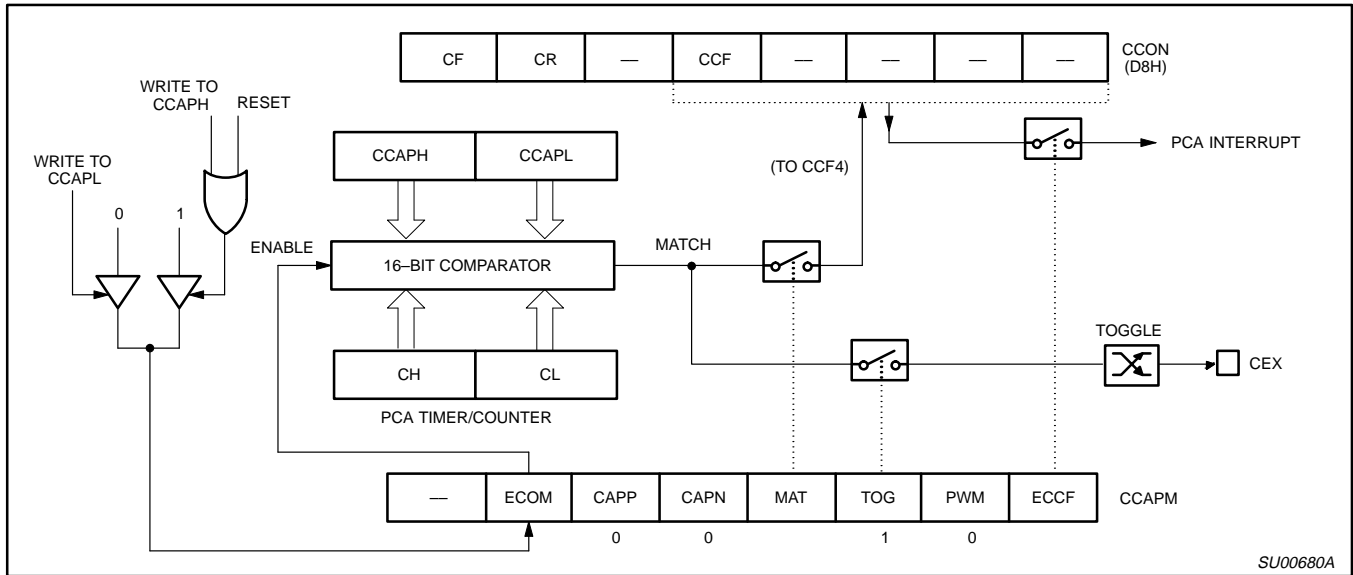 CF CR — CCF — — — — CCON
(D8H)
WRITE TO
CCAPH RESET
WRITE TO
CCAPL
0 1
CCAPH CCAPL
(TO CCF4)
PCA INTERRUPT
ENABLE
16–BIT COMPARATOR
MATCH
CH CL
PCA TIMER/COUNTER
TOGGLE
CEX
— ECOM CAPP CAPN MAT TOG PWM ECCF CCAPM
0 0 1 0
SU00680A